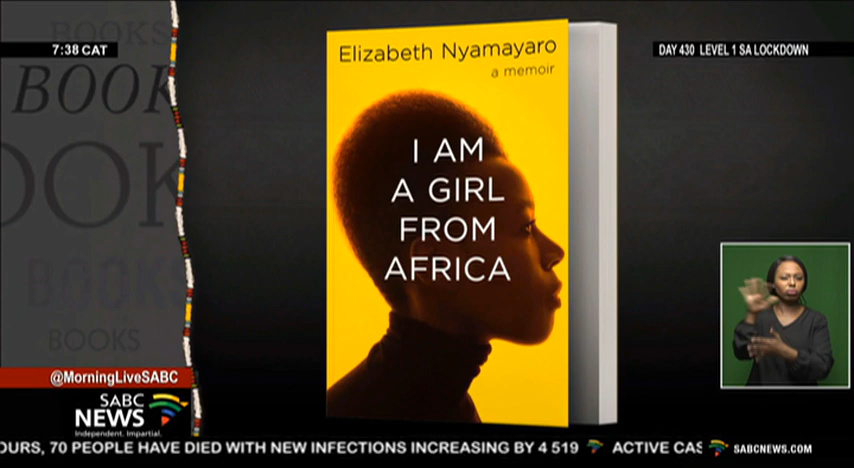 BOOKS
BOOK
OOK
BOOKS
BOOKS
7:38 CAT
DAY 430 LEVEL 1 SA LOCKDOWN
Elizabeth Nyamayaro
a memoir
I AM
A GIRL
FROM
AFRICA
@MorningLiveSABC
SABC
NEWS
Independent. Impartial.
OURS, 70 PEOPLE HAVE DIED WITH NEW INFECTIONS INCREASING BY 4 519 ACTIVE CAS
SABCNEWS.COM